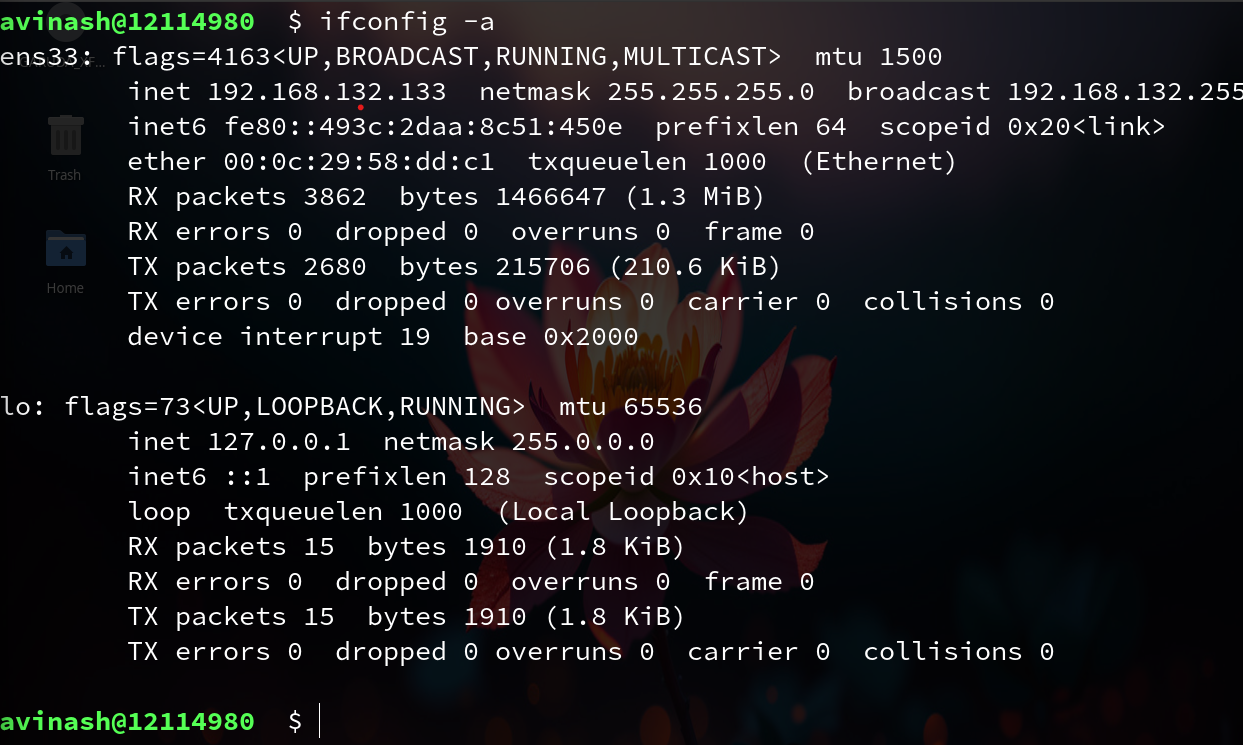 avinash@12114980 $ ifconfig -a
ens33: flags=4163<UP,BROADCAST,RUNNING,MULTICAST> mtu 1500
inet 192.168.132.133 netmask 255.255.255.0 broadcast 192.168.132.255
inet6 fe80::493c:2daa:8c51:450e prefixlen 64 scopeid 0x20<link>
ether 00:0c:29:58:dd:c1 txqueuelen 1000 (Ethernet)
Trash
RX packets 3862 bytes 1466647 (1.3 MiB)
RX errors 0 dropped 0 overruns 0 frame 0
TX packets 2680 bytes 215706 (210.6 KiB)
Home
TX errors 0 dropped 0 overruns 0 carrier 0 collisions 0
device interrupt 19 base 0x2000
lo: flags=73<UP,LOOPBACK,RUNNING> mtu 65536
inet 127.0.0.1 netmask 255.0.0.0
inet6 ::1 prefixlen 128 scopeid 0x10<host>
loop txqueuelen 1000 (Local Loopback)
RX packets 15 bytes 1910 (1.8 KiB)
RX errors 0 dropped 0 overruns 0 frame 0
TX packets 15 bytes 1910 (1.8 KiB)
TX errors 0 dropped 0 overruns 0 carrier 0 collisions 0
avinash@12114980 $